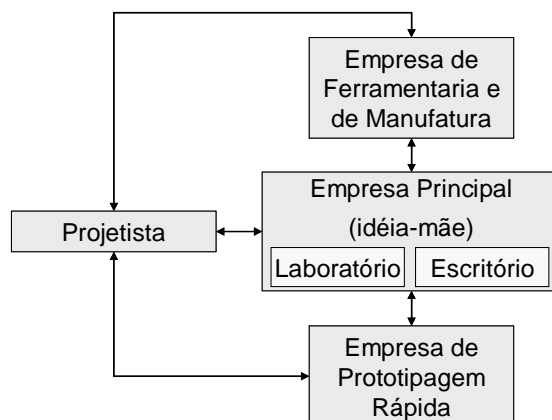 Empresa de
Ferramentaria e
de Manufatura
Empresa Principal
(idéia-mãe)
Projetista
Laboratório
Escritório
Empresa de
Prototipagem
Rápida